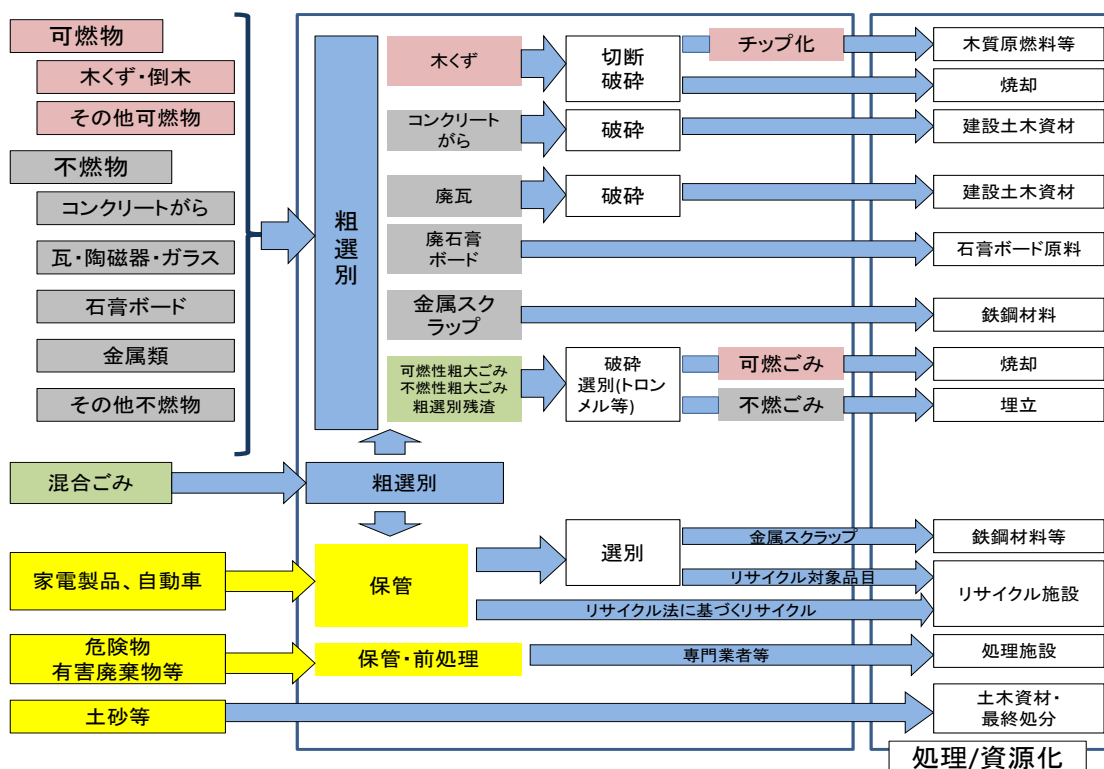 可燃物
木くず・倒木
その他可燃物
不燃物
コンクリートがら
瓦・陶磁器・ガラス
石膏ボード
金属類
その他不燃物
混合ごみ
家電製品、自動車
危険物
有害廃棄物等
土砂等
粗選別
木くず
コンクリート
がら
廃瓦
廃石膏
ボード
金属スク
ラップ
可燃性粗大ごみ
不燃性粗大ごみ
粗選別残渣
粗選別
保管
保管・前処理
切断
破砕
破砕
破砕
破砕
選別(トロン
メル等)
選別
チップ化
可燃ごみ
不燃ごみ
金属スクラップ
リサイクル対象品目
リサイクル法に基づくリサイクル
専門業者等
木質原燃料等
焼却
建設土木資材
建設土木資材
石膏ボード原料
鉄鋼材料
焼却
埋立
鉄鋼材料等
リサイクル施設
処理施設
土木資材・
最終処分
処理/資源化